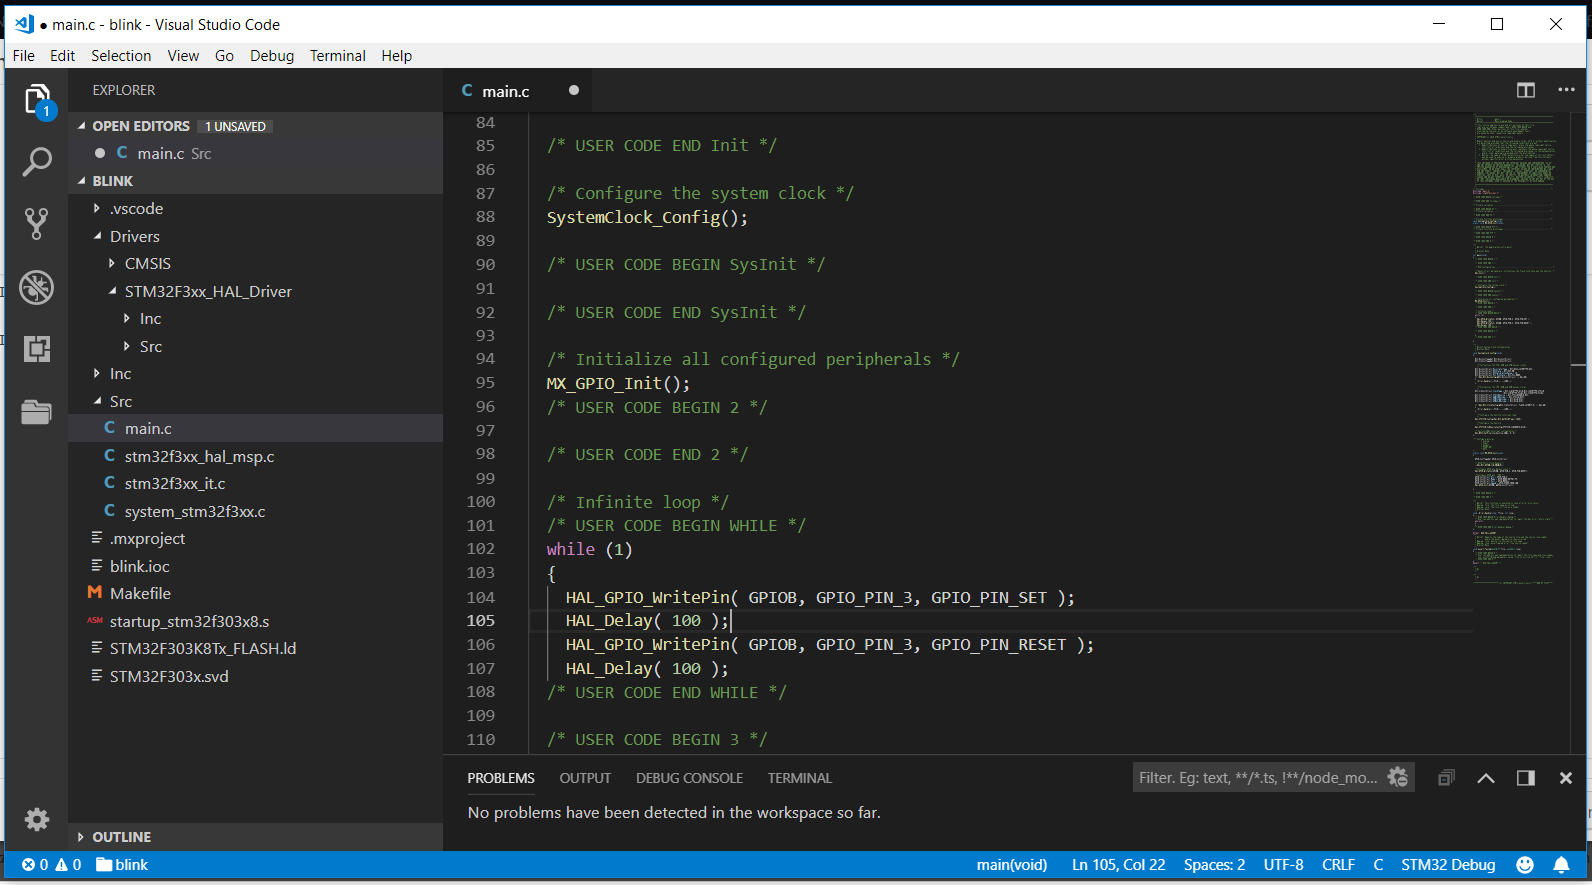 ● main.c - blink - Visual Studio Code
File Edit Selection View Go Debug Terminal Help
1
EXPLORER
OPEN EDITORS 1 UNSAVED
● C main.c Src
BLINK
.vscode
Drivers
CMSIS
STM32F3xx_HAL_Driver
Inc
Src
Inc
Src
C main.c
C stm32f3xx_hal_msp.c
C stm32f3xx_it.c
C system_stm32f3xx.c
.mxproject
blink.ioc
M Makefile
ASM startup_stm32f303x8.s
STM32F303K8Tx_FLASH.ld
STM32F303x.svd
OUTLINE
C main.c ●
84
85 /* USER CODE END Init */
86
87 /* Configure the system clock */
88 SystemClock_Config();
89
90 /* USER CODE BEGIN SysInit */
91
92 /* USER CODE END SysInit */
93
94 /* Initialize all configured peripherals */
95 MX_GPIO_Init();
96 /* USER CODE BEGIN 2 */
97
98 /* USER CODE END 2 */
99
100 /* Infinite loop */
101 /* USER CODE BEGIN WHILE */
102 while (1)
103 {
104 HAL_GPIO_WritePin( GPIOB, GPIO_PIN_3, GPIO_PIN_SET );
105 HAL_Delay( 100 );
106 HAL_GPIO_WritePin( GPIOB, GPIO_PIN_3, GPIO_PIN_RESET );
107 HAL_Delay( 100 );
108 /* USER CODE END WHILE */
109
110 /* USER CODE BEGIN 3 */
PROBLEMS OUTPUT DEBUG CONSOLE TERMINAL Filter. Eg: text, **/*.ts, !**/node_mo...
No problems have been detected in the workspace so far.
0 0 blink main(void) Ln 105, Col 22 Spaces: 2 UTF-8 CRLF C STM32 Debug